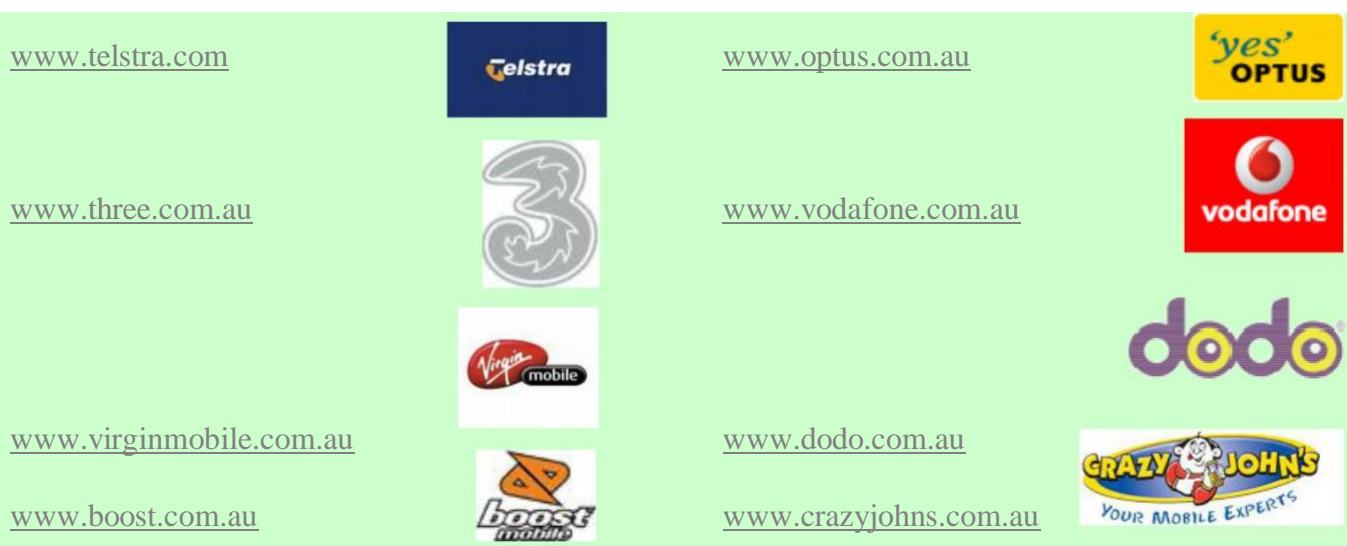 www.telstra.com
Telstra
www.optus.com.au
'yes'
OPTUS
www.three.com.au
3
www.vodafone.com.au
vodafone
Virgin
mobile
dodo®
www.virginmobile.com.au
www.dodo.com.au
CRAZY JOHN'S
YOUR MOBILE EXPERTS
www.boost.com.au
boost
mobile
www.crazyjohns.com.au